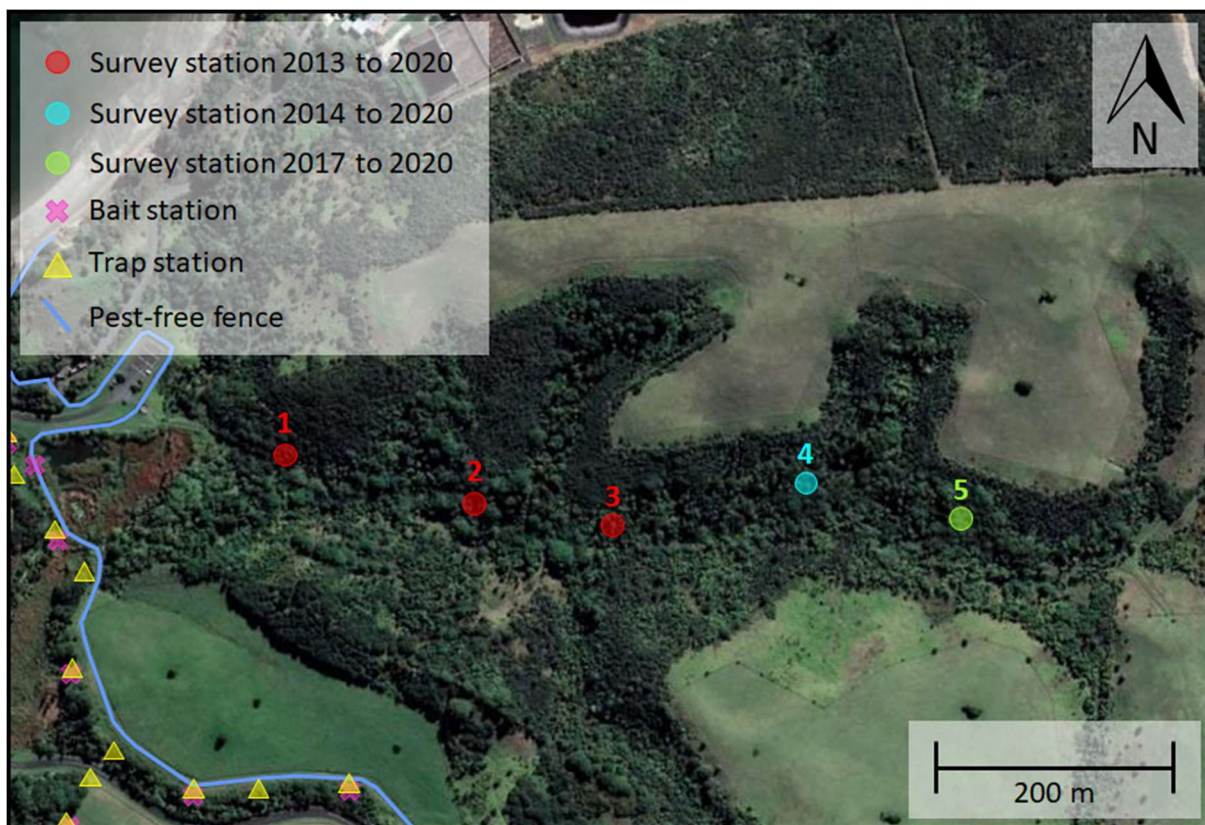 Survey station 2013 to 2020
Survey station 2014 to 2020
Survey station 2017 to 2020
Bait station
Trap station
Pest-free fence
N
1
2
3
4
5
200 m